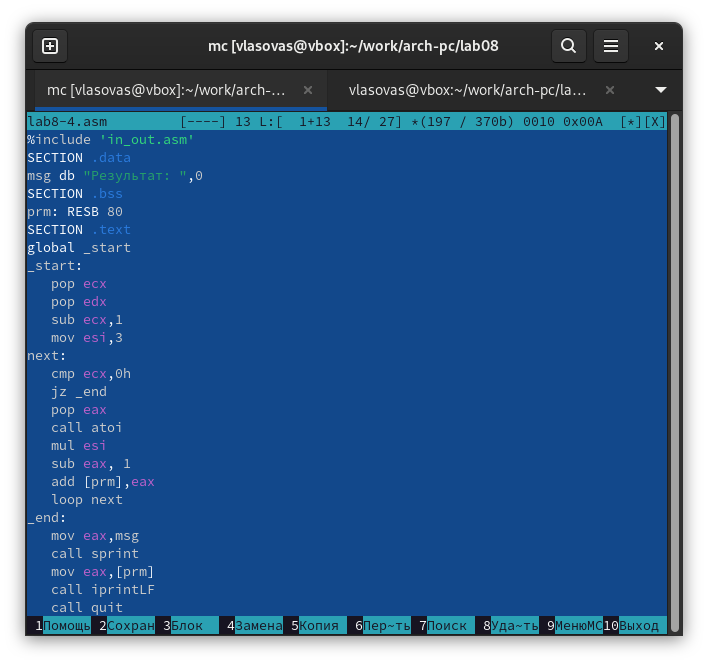 mc [vlasovas@vbox]:~/work/arch-pc/lab08
mc [vlasovas@vbox]:~/work/arch-... vlasovas@vbox:~/work/arch-pc/la...
lab8-4.asm [----] 13 L:[ 1+13 14/ 27] *(197 / 370b) 0010 0x00A [*][X]
%include 'in_out.asm'
SECTION .data
msg db "Результат: ",0
SECTION .bss
prm: RESB 80
SECTION .text
global _start
_start:
pop ecx
pop edx
sub ecx,1
mov esi,3
next:
cmp ecx,0h
jz _end
pop eax
call atoi
mul esi
sub eax, 1
add [prm],eax
loop next
_end:
mov eax,msg
call sprint
mov eax,[prm]
call iprintLF
call quit
1Помощь 2Сохран 3Блок 4Замена 5Копия 6Пер~ть 7Поиск 8Уда~ть 9МенюMC 10Выход